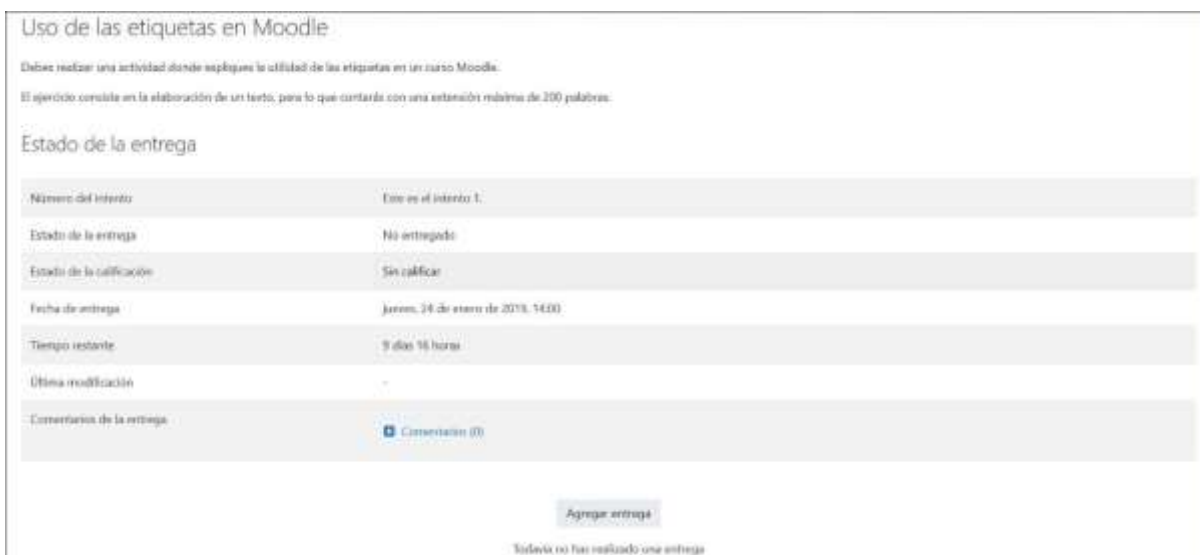 Uso de las etiquetas en Moodle
Debes realizar una actividad donde expliques la utilidad de las etiquetas en un curso Moodle.
El ejercicio consiste en la elaboración de un texto, para lo que contarás con una extensión máxima de 200 palabras.
Estado de la entrega
Número del intento Este es el intento 1.
Estado de la entrega No entregado
Estado de la calificación Sin calificar
Fecha de entrega jueves, 24 de enero de 2019, 14:00
Tiempo restante 9 días 16 horas
Última modificación -
Comentarios de la entrega
Comentarios (0)
Agregar entrega
Todavía no has realizado una entrega